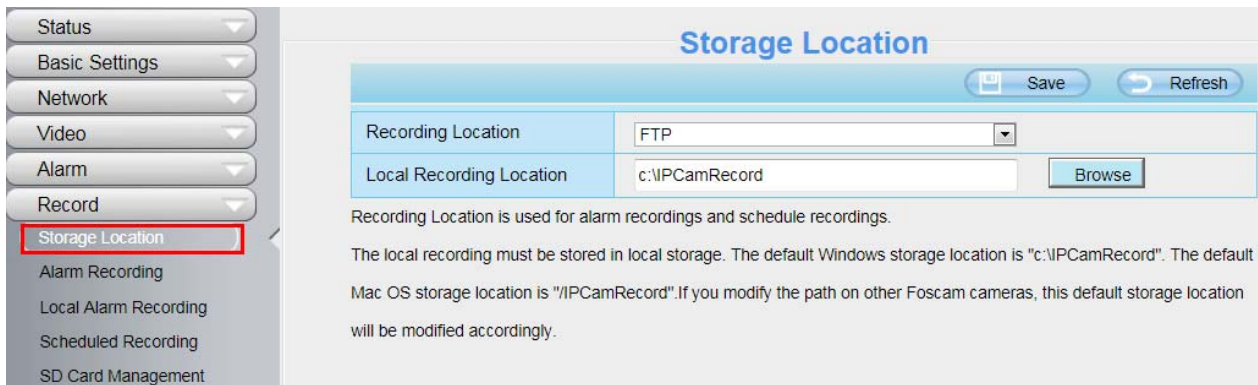 Status
Basic Settings
Network
Video
Alarm
Record
Storage Location
Alarm Recording
Local Alarm Recording
Scheduled Recording
SD Card Management
Storage Location
Save Refresh
Recording Location FTP
Local Recording Location c:\IPCamRecord Browse
Recording Location is used for alarm recordings and schedule recordings.
The local recording must be stored in local storage. The default Windows storage location is "c:\IPCamRecord". The default
Mac OS storage location is "/IPCamRecord".If you modify the path on other Foscam cameras, this default storage location
will be modified accordingly.